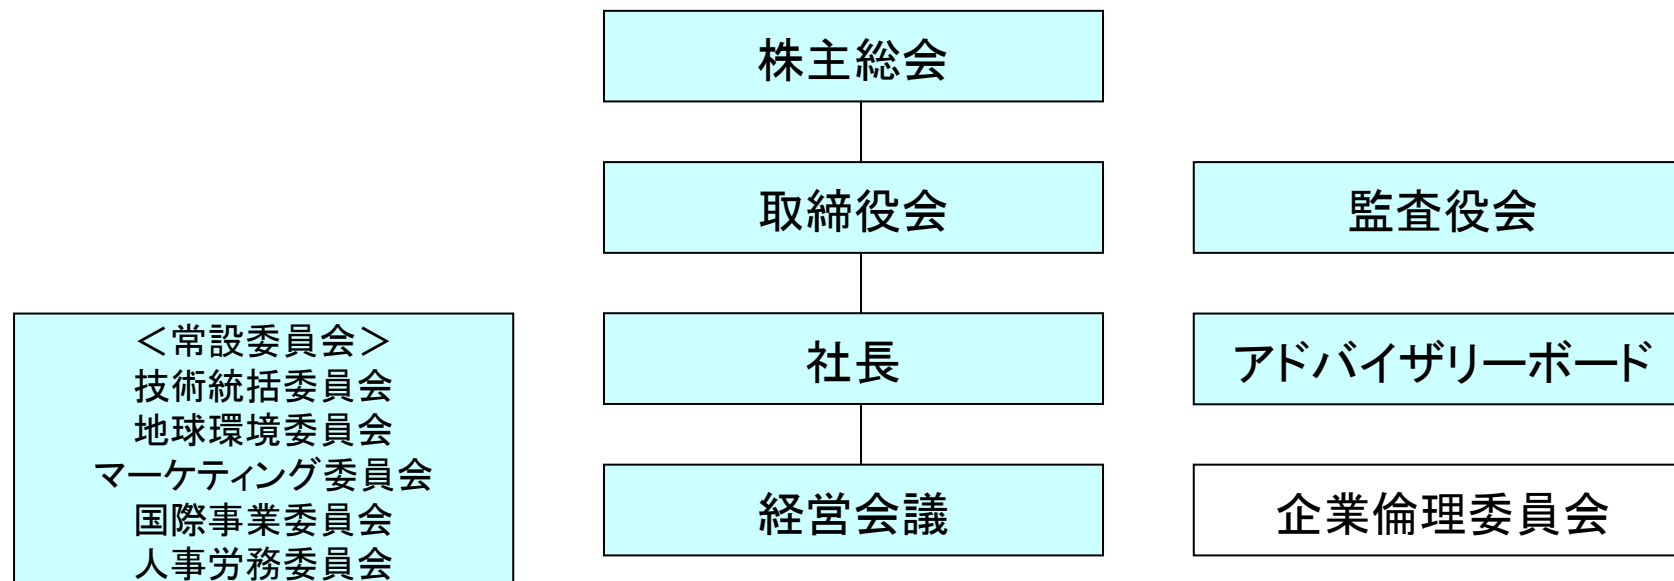 株主総会
取締役会
監査役会
＜常設委員会＞
技術統括委員会
地球環境委員会
マーケティング委員会
国際事業委員会
人事労務委員会
社長
アドバイザリーボード
経営会議
企業倫理委員会